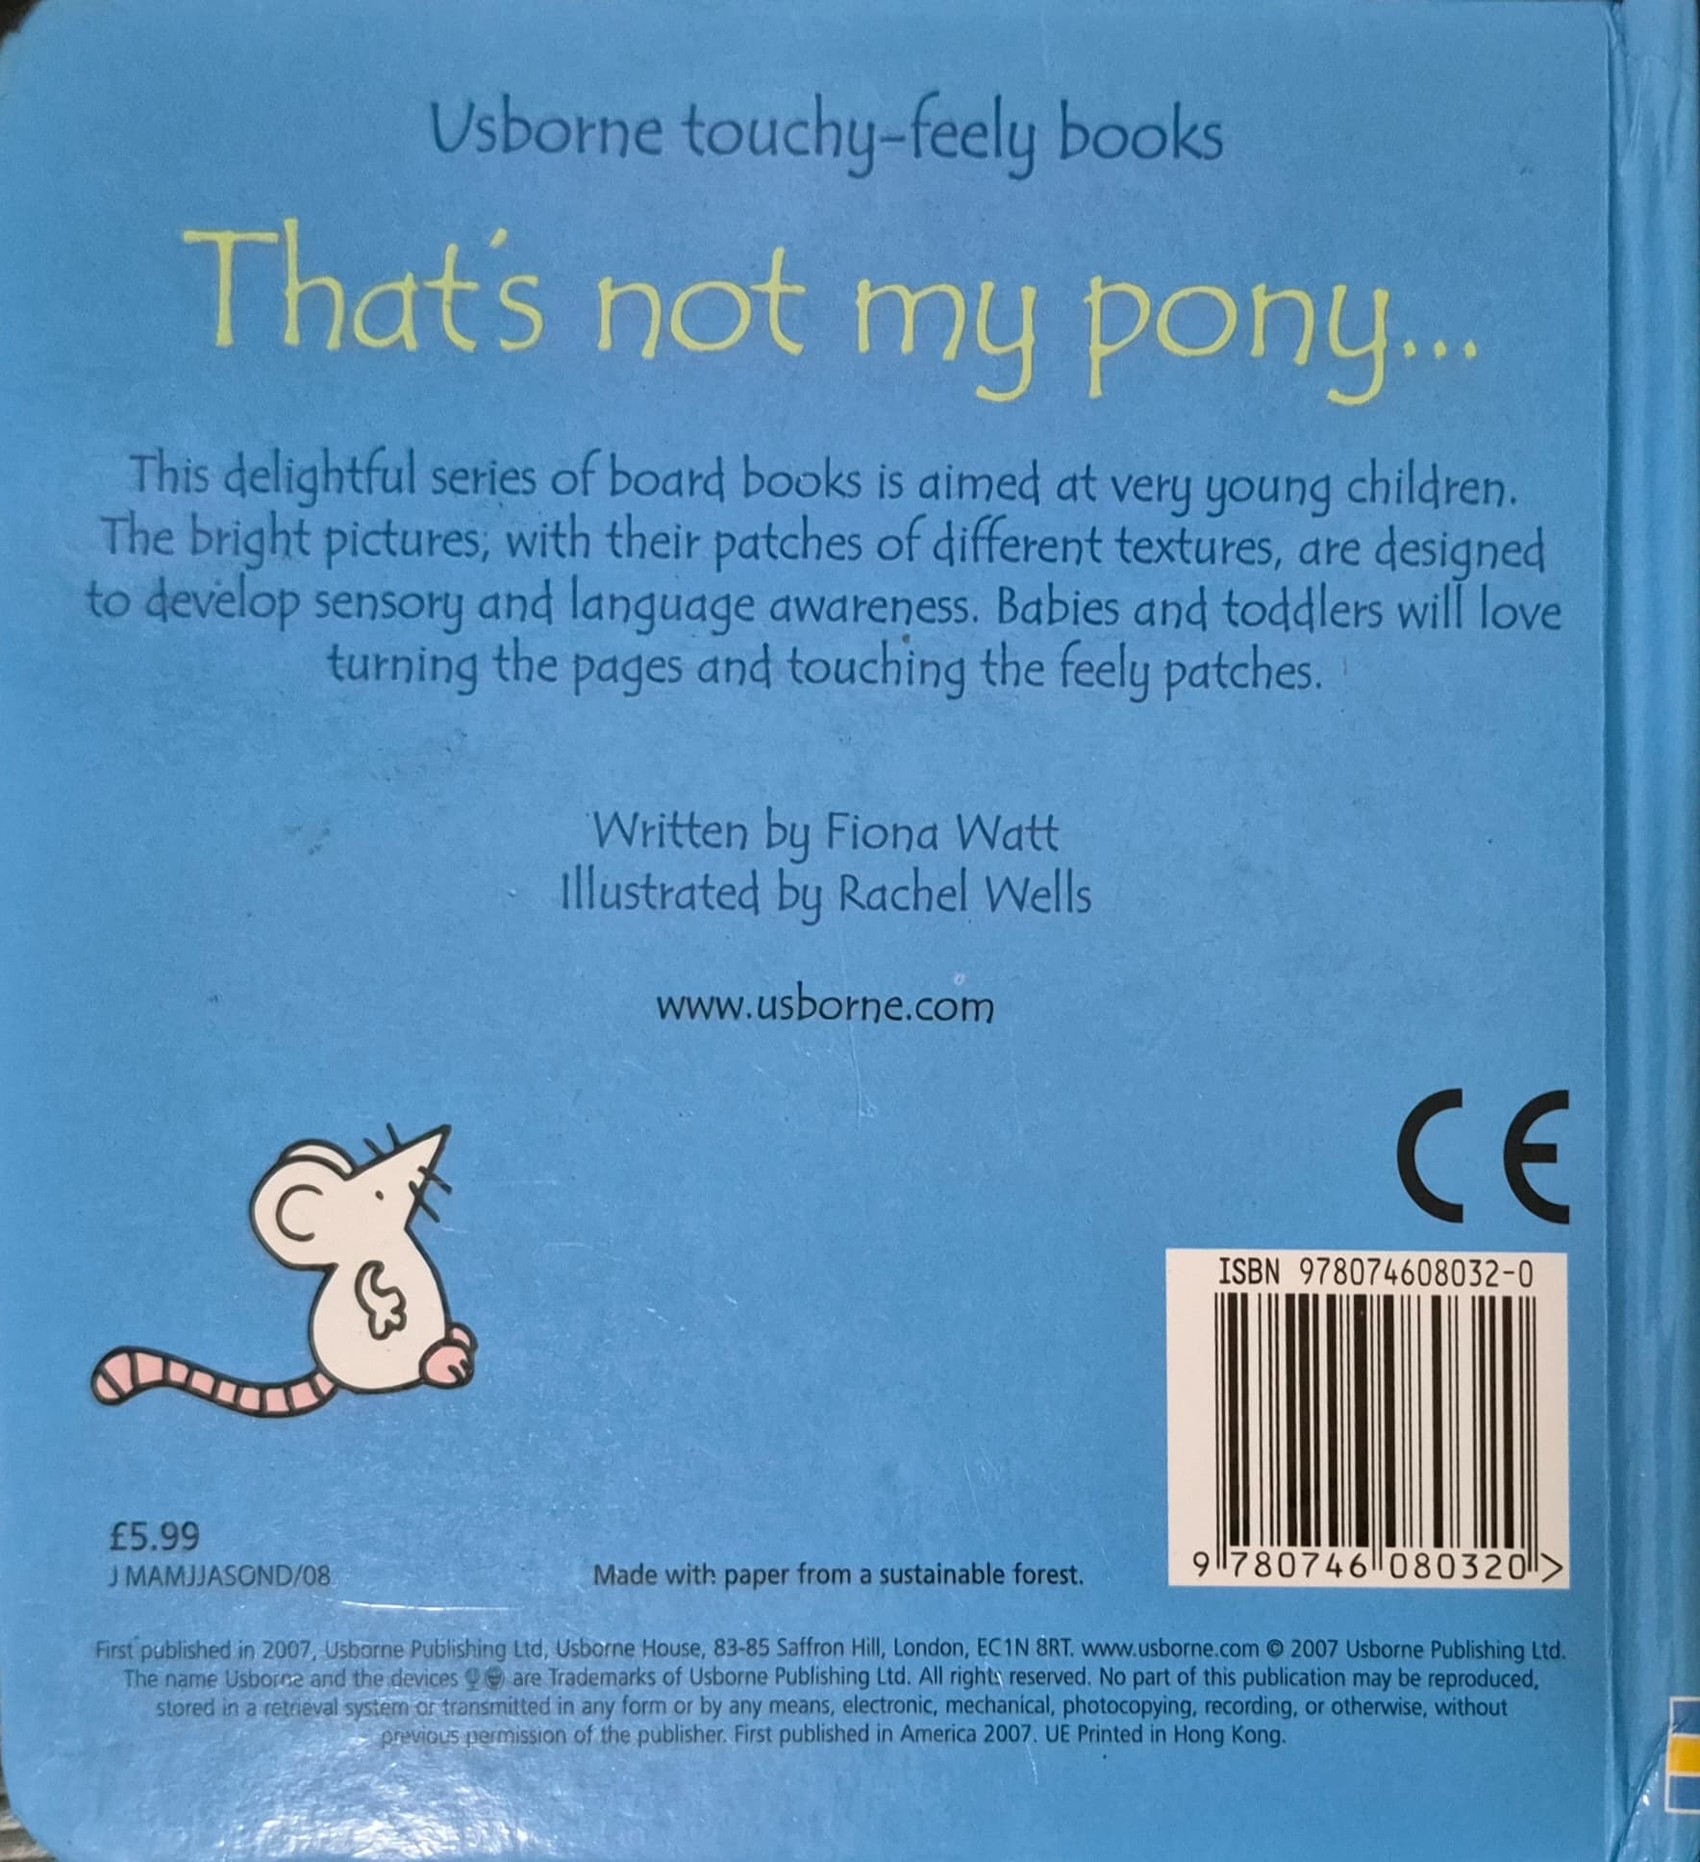 Usborne touchy-feely books
That's not my pony...
This delightful series of board books is aimed at very young children.
The bright pictures, with their patches of different textures, are designed
to develop sensory and language awareness. Babies and toddlers will love
turning the pages and touching the feely patches.
Written by Fiona Watt
Illustrated by Rachel Wells
www.usborne.com
CE
ISBN 978074608032-0
9 780746 080320 >
£5.99
J MAMJJASOND/08
Made with paper from a sustainable forest.
First published in 2007, Usborne Publishing Ltd, Usborne House, 83-85 Saffron Hill, London, EC1N 8RT. www.usborne.com © 2007 Usborne Publishing Ltd.
The name Usborne and the devices are Trademarks of Usborne Publishing Ltd. All rights reserved. No part of this publication may be reproduced,
stored in a retrieval system or transmitted in any form or by any means, electronic, mechanical, photocopying, recording, or otherwise, without
previous permission of the publisher. First published in America 2007. UE Printed in Hong Kong.